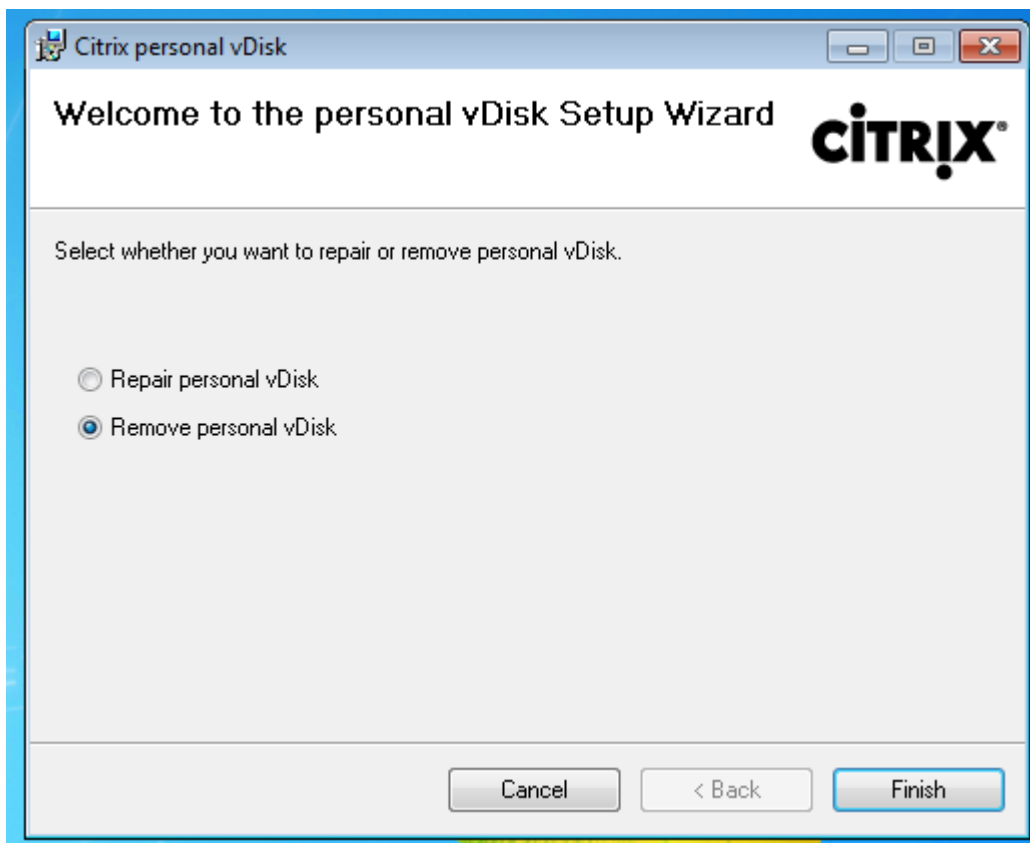 Citrix personal vDisk
Welcome to the personal vDisk Setup Wizard
CITRIX®
Select whether you want to repair or remove personal vDisk.
Repair personal vDisk
Remove personal vDisk
Cancel
< Back
Finish